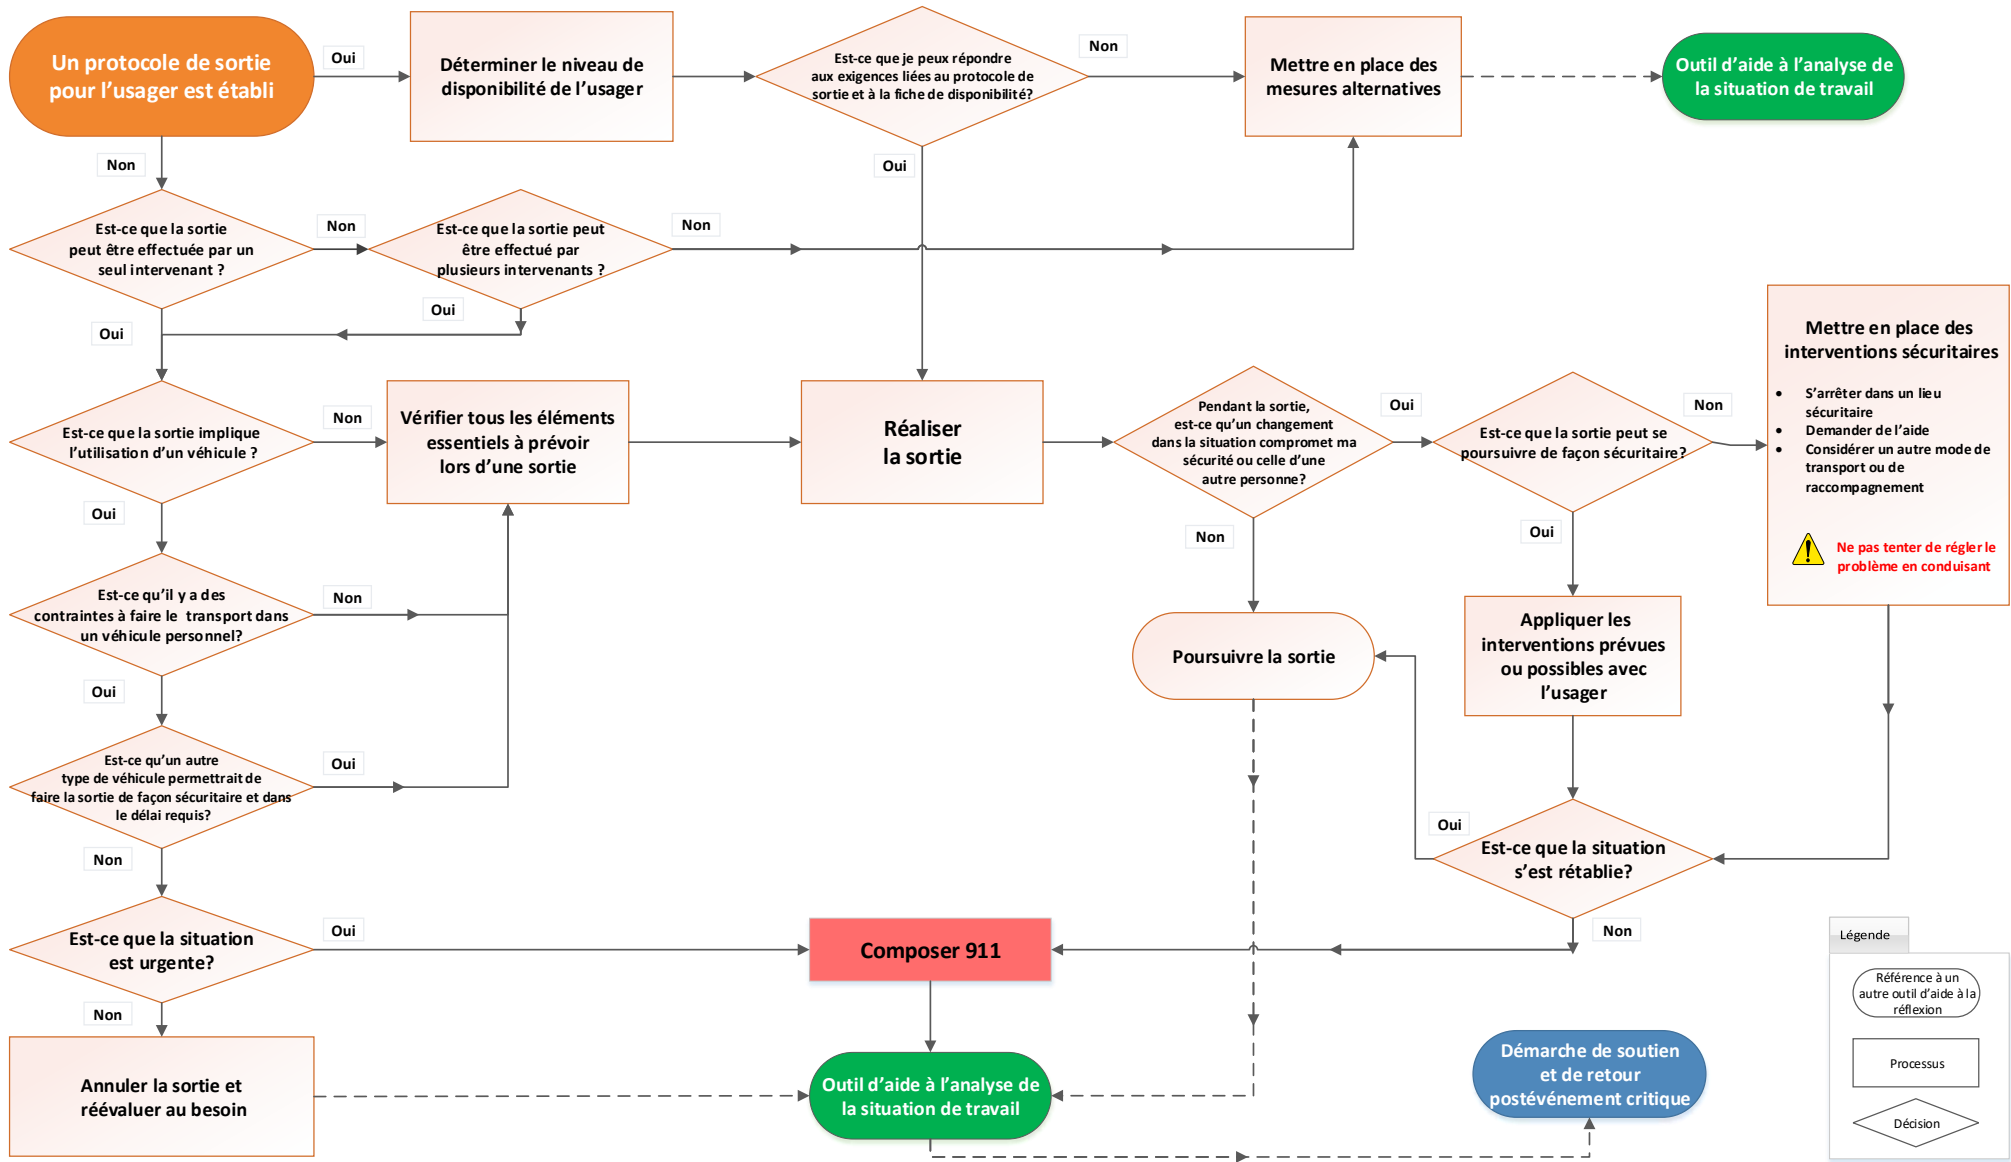 Un protocole de sortie
pour l'usager est établi
Oui
Déterminer le niveau de
disponibilité de l'usager
Est-ce que je peux répondre
aux exigences liées au protocole de
sortie et à la fiche de disponibilité?
Non
Mettre en place des
mesures alternatives
Outil d'aide à l'analyse de
la situation de travail
Non
Oui
Est-ce que la sortie
peut être effectuée par un
seul intervenant ?
Non
Est-ce que la sortie peut
être effectué par
plusieurs intervenants ?
Non
Oui
Oui
Est-ce que la sortie implique
l'utilisation d'un véhicule ?
Non
Vérifier tous les éléments
essentiels à prévoir
lors d'une sortie
Réaliser
la sortie
Pendant la sortie,
est-ce qu'un changement
dans la situation compromet ma
sécurité ou celle d'une
autre personne?
Oui
Est-ce que la sortie peut se
poursuivre de façon sécuritaire?
Non
Mettre en place des
interventions sécuritaires
• S'arrêter dans un lieu
sécuritaire
• Demander de l'aide
• Considérer un autre mode de
transport ou de
raccompagnement
Ne pas tenter de régler le
problème en conduisant
Oui
Non
Oui
Est-ce qu'il y a des
contraintes à faire le transport dans
un véhicule personnel?
Non
Poursuivre la sortie
Appliquer les
interventions prévues
ou possibles avec
l'usager
Oui
Est-ce qu'un autre
type de véhicule permettrait de
faire la sortie de façon sécuritaire et dans
le délai requis?
Oui
Oui
Est-ce que la situation
s'est rétablie?
Non
Est-ce que la situation
est urgente?
Oui
Composer 911
Non
Non
Annuler la sortie et
réévaluer au besoin
Outil d'aide à l'analyse de
la situation de travail
Démarche de soutien
et de retour
postévénement critique
Légende
Référence à un
autre outil d'aide à la
réflexion
Processus
Décision